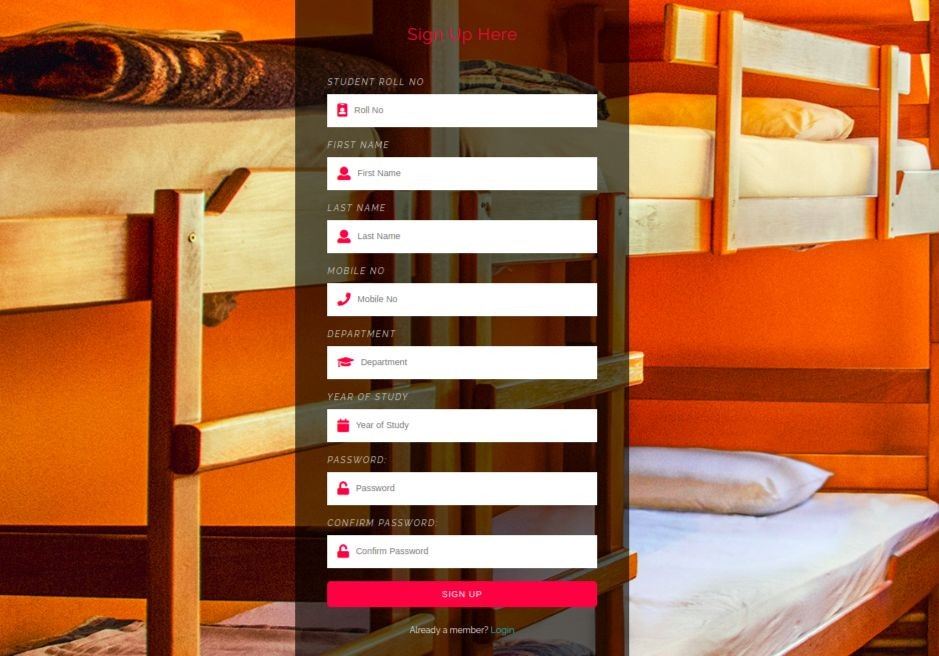 Sign Up Here
STUDENT ROLL NO
Roll No
FIRST NAME
First Name
LAST NAME
Last Name
MOBILE NO
Mobile No
DEPARTMENT
Department
YEAR OF STUDY
Year of Study
PASSWORD:
Password
CONFIRM PASSWORD:
Confirm Password
SIGN UP
Already a member? Login